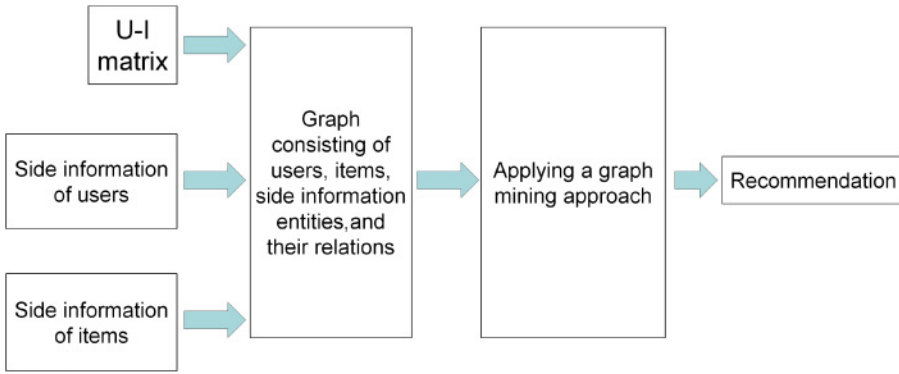 U-I
matrix
Side information
of users
Side information
of items
Graph
consisting of
users, items,
side information
entities,and
their relations
Applying a graph
mining approach
Recommendation